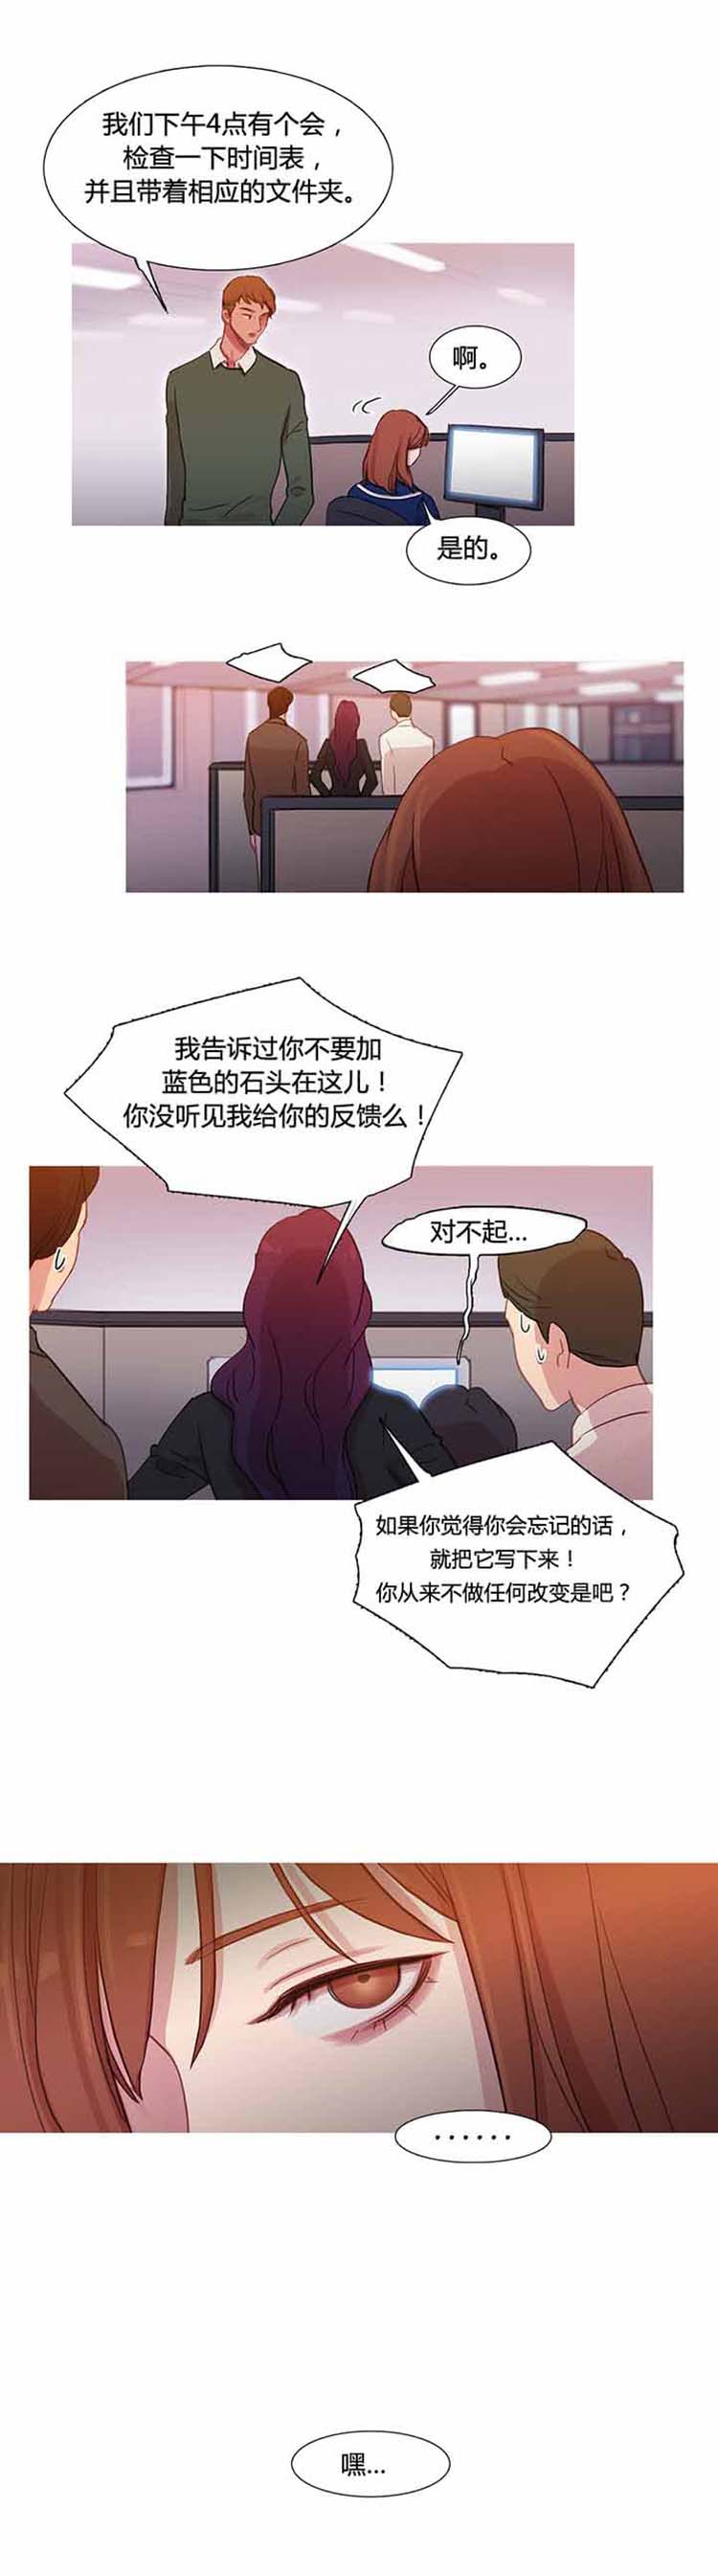 我们下午4点有个会，
检查一下时间表，
并且带着相应的文件夹。
啊。
是的。
我告诉过你不要加
蓝色的石头在这儿！
你没听见我给你的反馈么！
对不起...
如果你觉得你会忘记的话，
就把它写下来！
你从来不做任何改变是吧？
······
嘿...